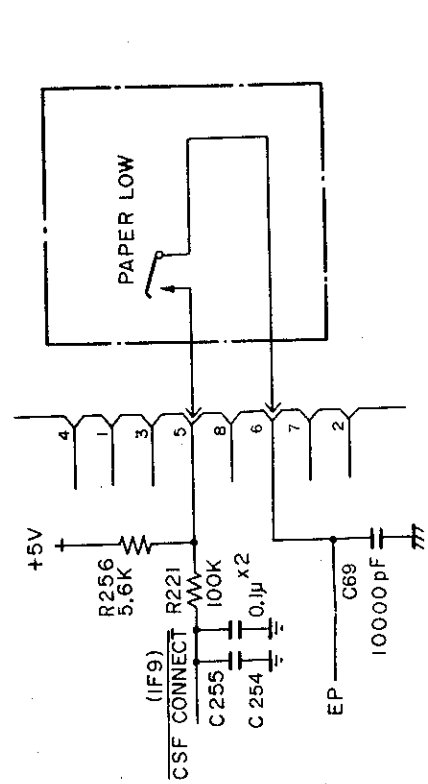 PAPER LOW
4
1
3
5
8
6
7
2
+5V
R256
5.6K
R221
100K
(IF9)
CSF CONNECT
C255
C254
0.1μ x2
EP
C69
10000pF